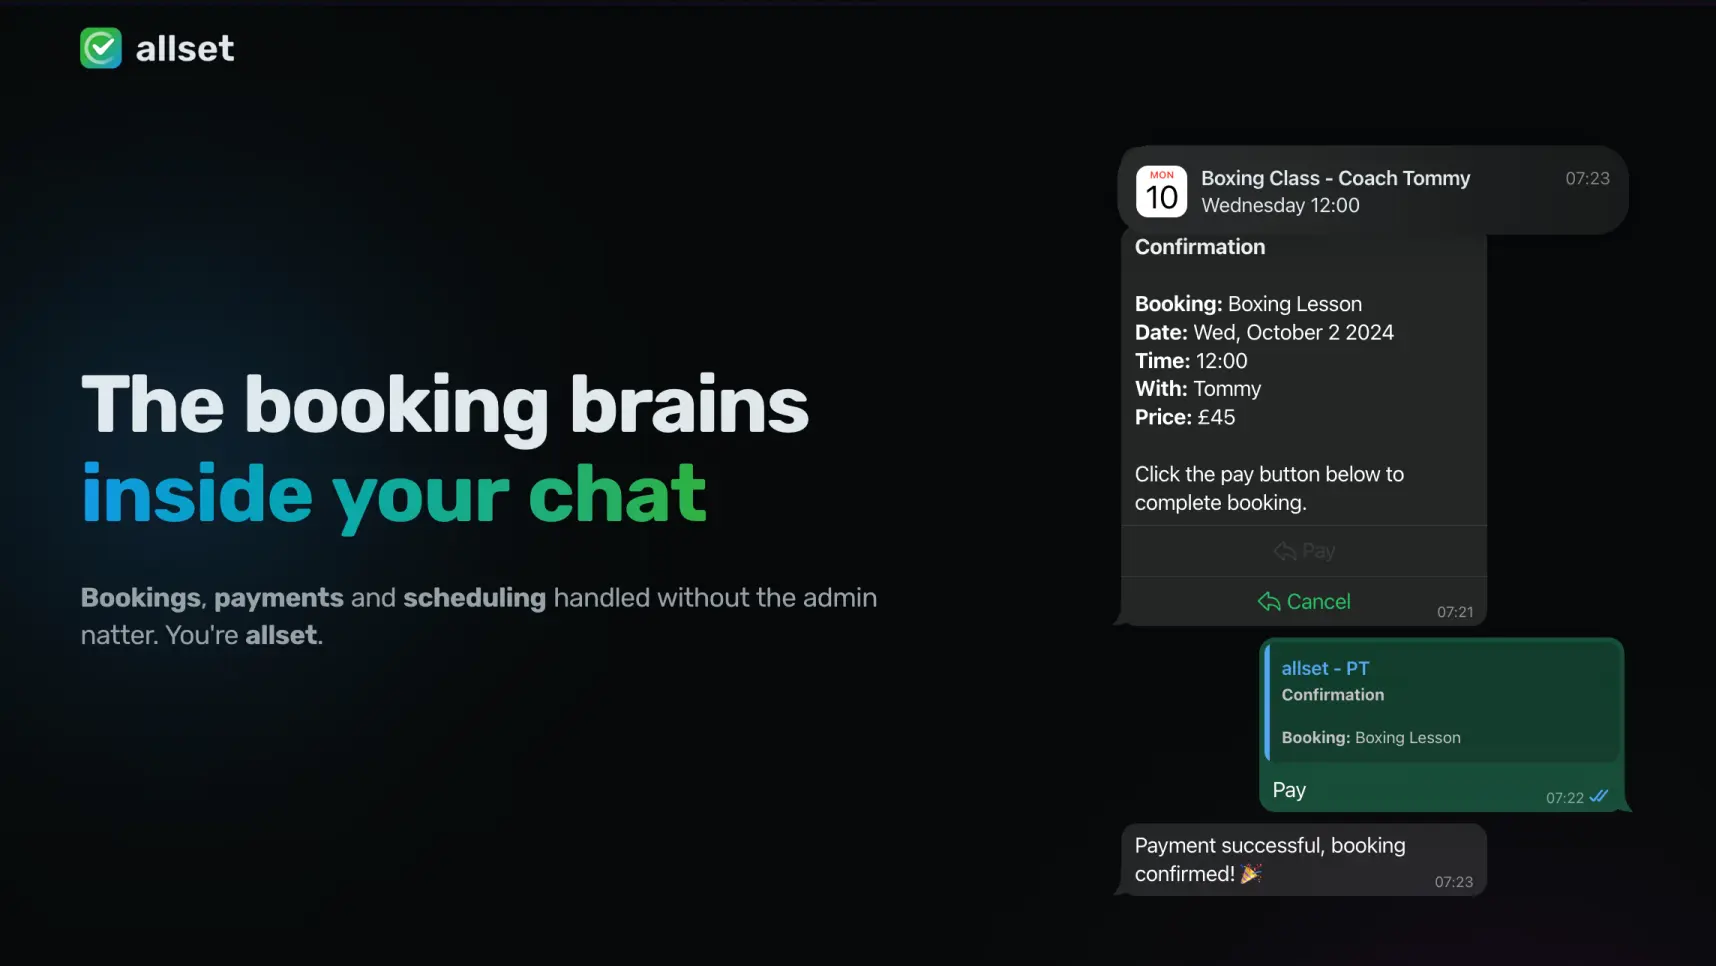 allset
The booking brains
inside your chat
Bookings, payments and scheduling handled without the admin
natter. You're allset.
MON
10
Boxing Class - Coach Tommy
07:23
Wednesday 12:00
Confirmation
Booking: Boxing Lesson
Date: Wed, October 2 2024
Time: 12:00
With: Tommy
Price: £45
Click the pay button below to
complete booking.
Pay
Cancel
07:21
allset - PT
Confirmation
Booking: Boxing Lesson
Pay
07:22
Payment successful, booking
confirmed! 🎉
07:23